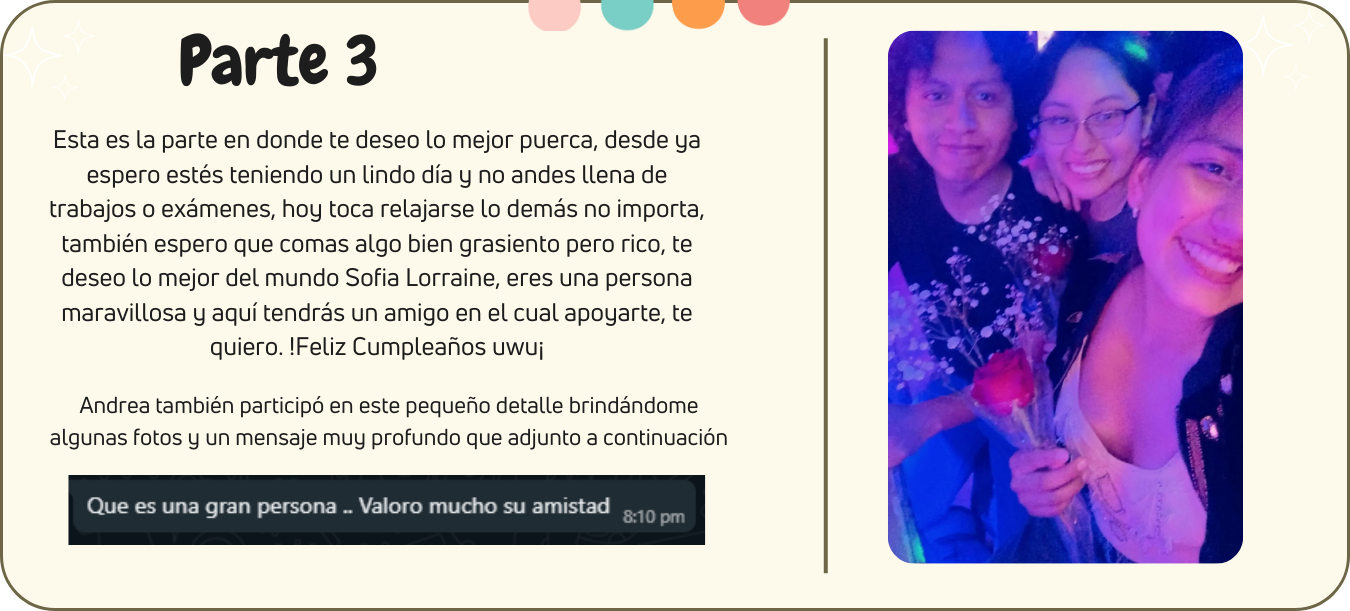 Parte 3
Esta es la parte en donde te deseo lo mejor puerca, desde ya
espero estés teniendo un lindo día y no andes llena de
trabajos o exámenes, hoy toca relajarse lo demás no importa,
también espero que comas algo bien grasiento pero rico, te
deseo lo mejor del mundo Sofia Lorraine, eres una persona
maravillosa y aquí tendrás un amigo en el cual apoyarte, te
quiero. !Feliz Cumpleaños uwu¡
Andrea también participó en este pequeño detalle brindándome
algunas fotos y un mensaje muy profundo que adjunto a continuación
Que es una gran persona .. Valoro mucho su amistad 8:10 pm